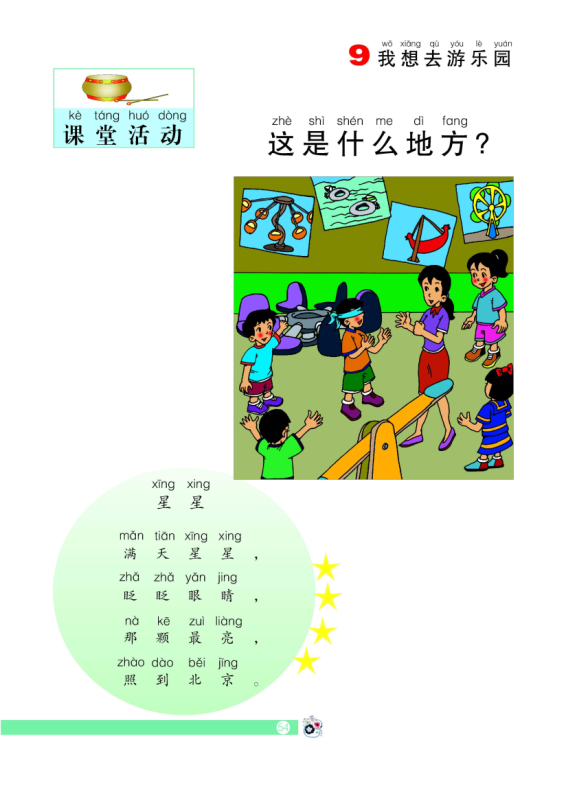 wǒ xiāng qù yóu lè yuán
9 我想去游乐园
kè táng huó dòng
课堂活动
zhè shì shén me dì fang
这是什么地方?
xīng xing
星星
mǎn tiān xīng xing
满天星星，
zhǎ zhǎ yǎn jing
眨眨眼睛，
nà kē zuì liàng
那颗最亮，
zhào dào běi jīng
照到北京。
54